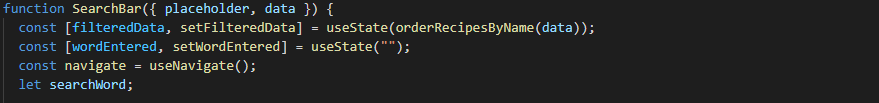 function SearchBar({ placeholder, data }) {
const [filteredData, setFilteredData] = useState(orderRecipesByName(data));
const [wordEntered, setWordEntered] = useState("");
const navigate = useNavigate();
let searchWord;